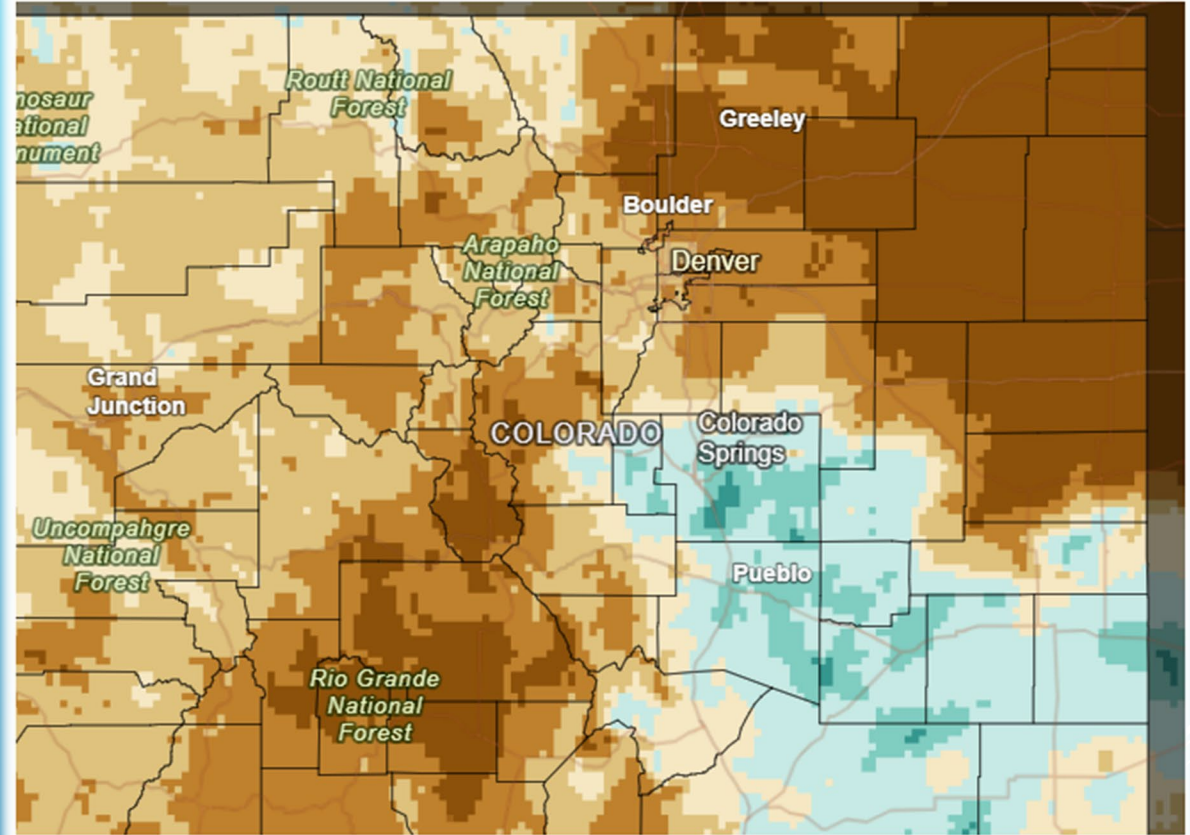 Routt National
Forest
nosaur
ational
nument
Greeley
Boulder
Arapaho
National
Forest
Denver
Grand
Junction
COLORADO
Colorado
Springs
Uncompahgre
National
Forest
Pueblo
Rio Grande
National
Forest